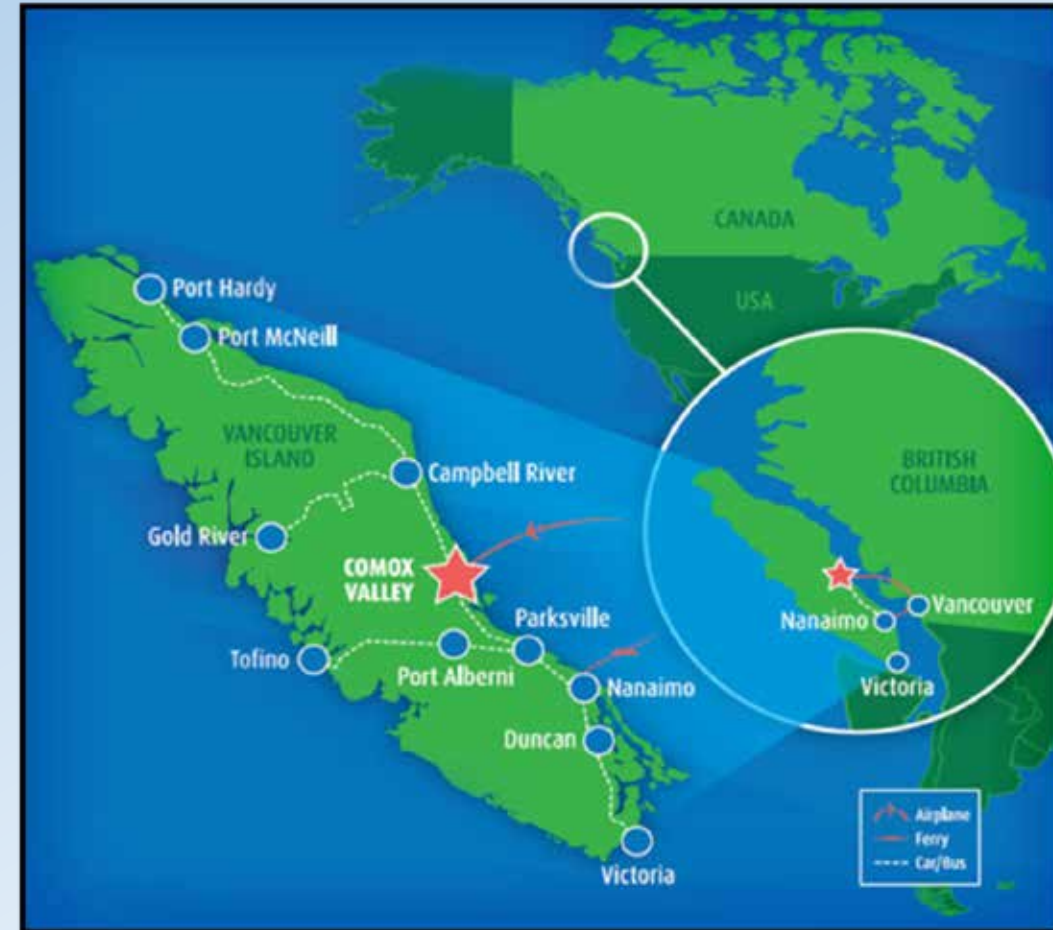 CANADA
USA
Port Hardy
Port McNeill
VANCOUVER
ISLAND
Campbell River
BRITISH
COLUMBIA
Gold River
COMOX
VALLEY
Parksville
Vancouver
Nanaimo
Tofino
Port Alberni
Nanaimo
Victoria
Duncan
Victoria
Airplane
Ferry
Car/Bus